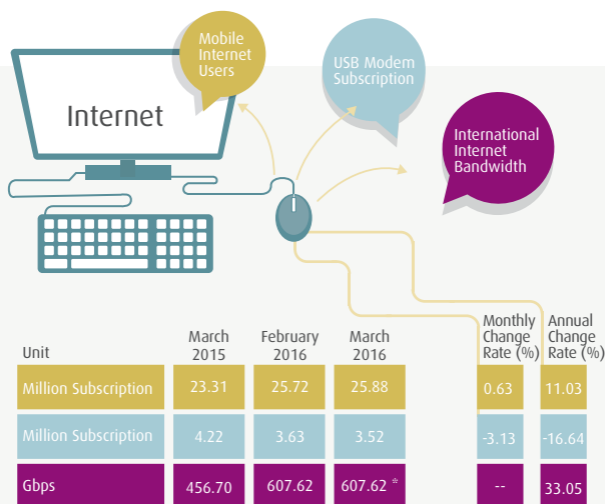 Mobile
Internet
Users
USB Modem
Subscription
Internet
International
Internet
Bandwidth
Unit
March
2015
February
2016
March
2016
Monthly
Change
Rate (%)
Annual
Change
Rate (%)
Million Subscription 23.31 25.72 25.88 0.63 11.03
Million Subscription 4.22 3.63 3.52 -3.13 -16.64
Gbps 456.70 607.62 607.62 * -- 33.05